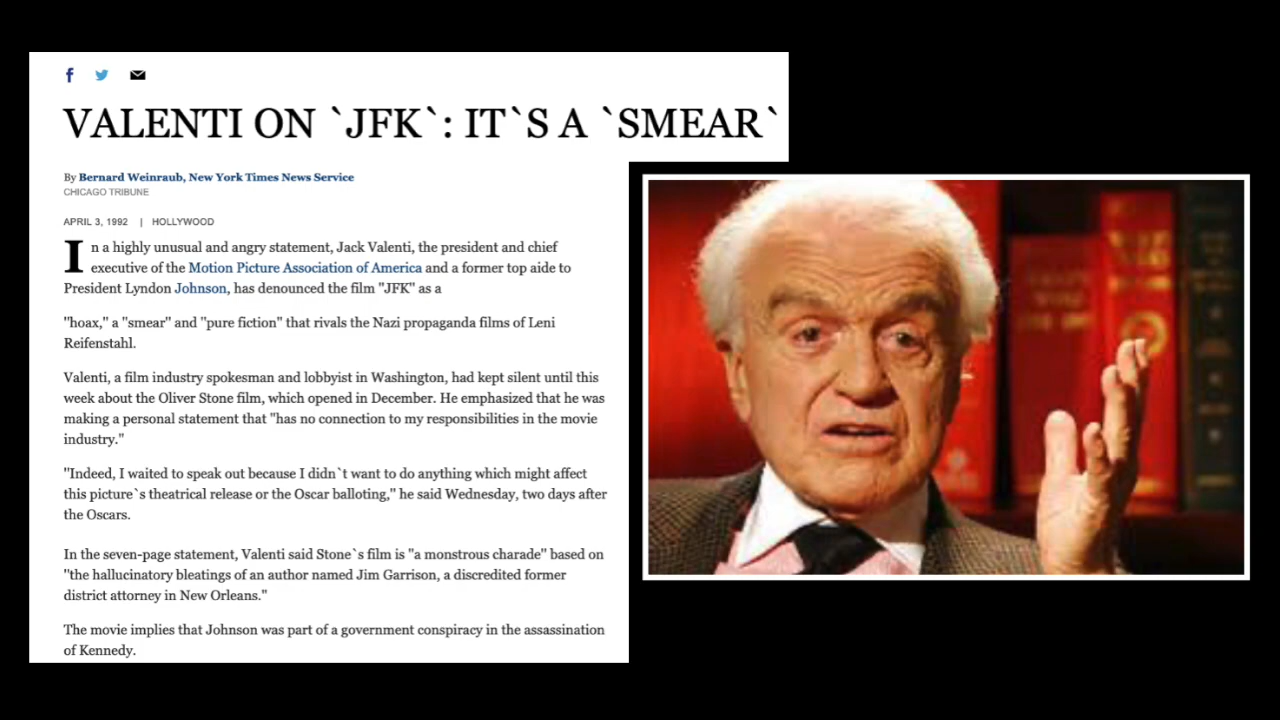 VALENTI ON `JFK`: IT`S A `SMEAR`
By Bernard Weinraub, New York Times News Service
CHICAGO TRIBUNE
APRIL 3, 1992 | HOLLYWOOD
In a highly unusual and angry statement, Jack Valenti, the president and chief
executive of the Motion Picture Association of America and a former top aide to
President Lyndon Johnson, has denounced the film "JFK" as a
"hoax," a "smear" and "pure fiction" that rivals the Nazi propaganda films of Leni
Reifenstahl.
Valenti, a film industry spokesman and lobbyist in Washington, had kept silent until this
week about the Oliver Stone film, which opened in December. He emphasized that he was
making a personal statement that "has no connection to my responsibilities in the movie
industry."
"Indeed, I waited to speak out because I didn`t want to do anything which might affect
this picture`s theatrical release or the Oscar balloting," he said Wednesday, two days after
the Oscars.
In the seven-page statement, Valenti said Stone`s film is "a monstrous charade" based on
"the hallucinatory bleatings of an author named Jim Garrison, a discredited former
district attorney in New Orleans."
The movie implies that Johnson was part of a government conspiracy in the assassination
of Kennedy.